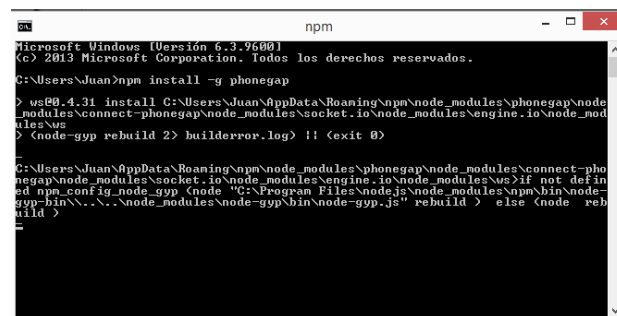 npm
Microsoft Windows [Versión 6.3.9600]
(c) 2013 Microsoft Corporation. Todos los derechos reservados.
C:\Users\Juan>npm install -g phonegap
> ws@0.4.31 install C:\Users\Juan\AppData\Roaming\npm\node_modules\phonegap\node
_modules\connect-phonegap\node_modules\socket.io\node_modules\engine.io\node_mod
ules\ws
> (node-gyp rebuild 2> builderror.log) || (exit 0)
C:\Users\Juan\AppData\Roaming\npm\node_modules\phonegap\node_modules\connect-pho
negap\node_modules\socket.io\node_modules\engine.io\node_modules\ws>if not defin
ed npm_config_node_gyp (node "C:\Program Files\nodejs\node_modules\npm\bin\node-
gyp-bin\\..\..\node_modules\node-gyp\bin\node-gyp.js" rebuild )  else (node  reb
uild )